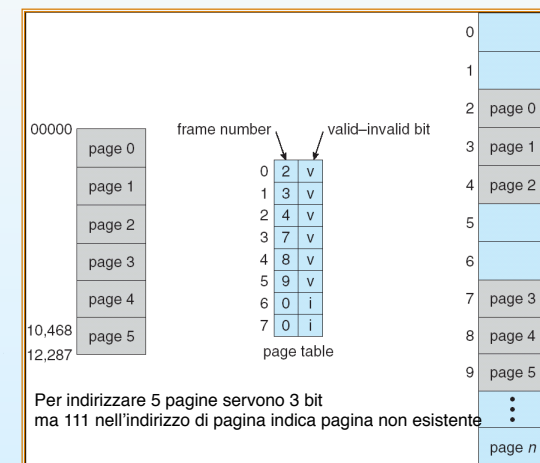 00000
page 0
page 1
page 2
page 3
page 4
page 5
10,468
12,287
frame number
valid–invalid bit
0 2 v
1 3 v
2 4 v
3 7 v
4 8 v
5 9 v
6 0 i
7 0 i
page table
0
1
2 page 0
3 page 1
4 page 2
5
6
7 page 3
8 page 4
9 page 5
page n
Per indirizzare 5 pagine servono 3 bit
ma 111 nell'indirizzo di pagina indica pagina non esistente